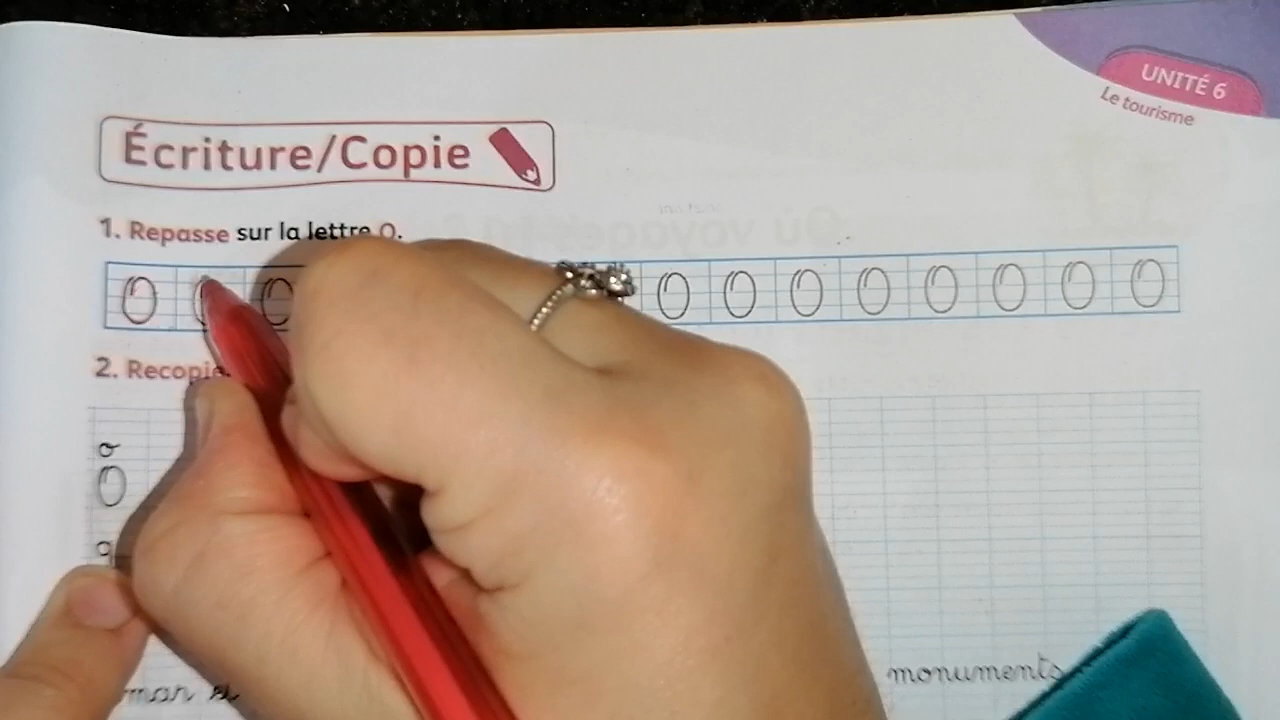 UNITÉ 6
Le tourisme
Écriture/Copie
1. Repasse sur la lettre O.
O O O O O O O O O O O
2. Recopie
o
O
monuments